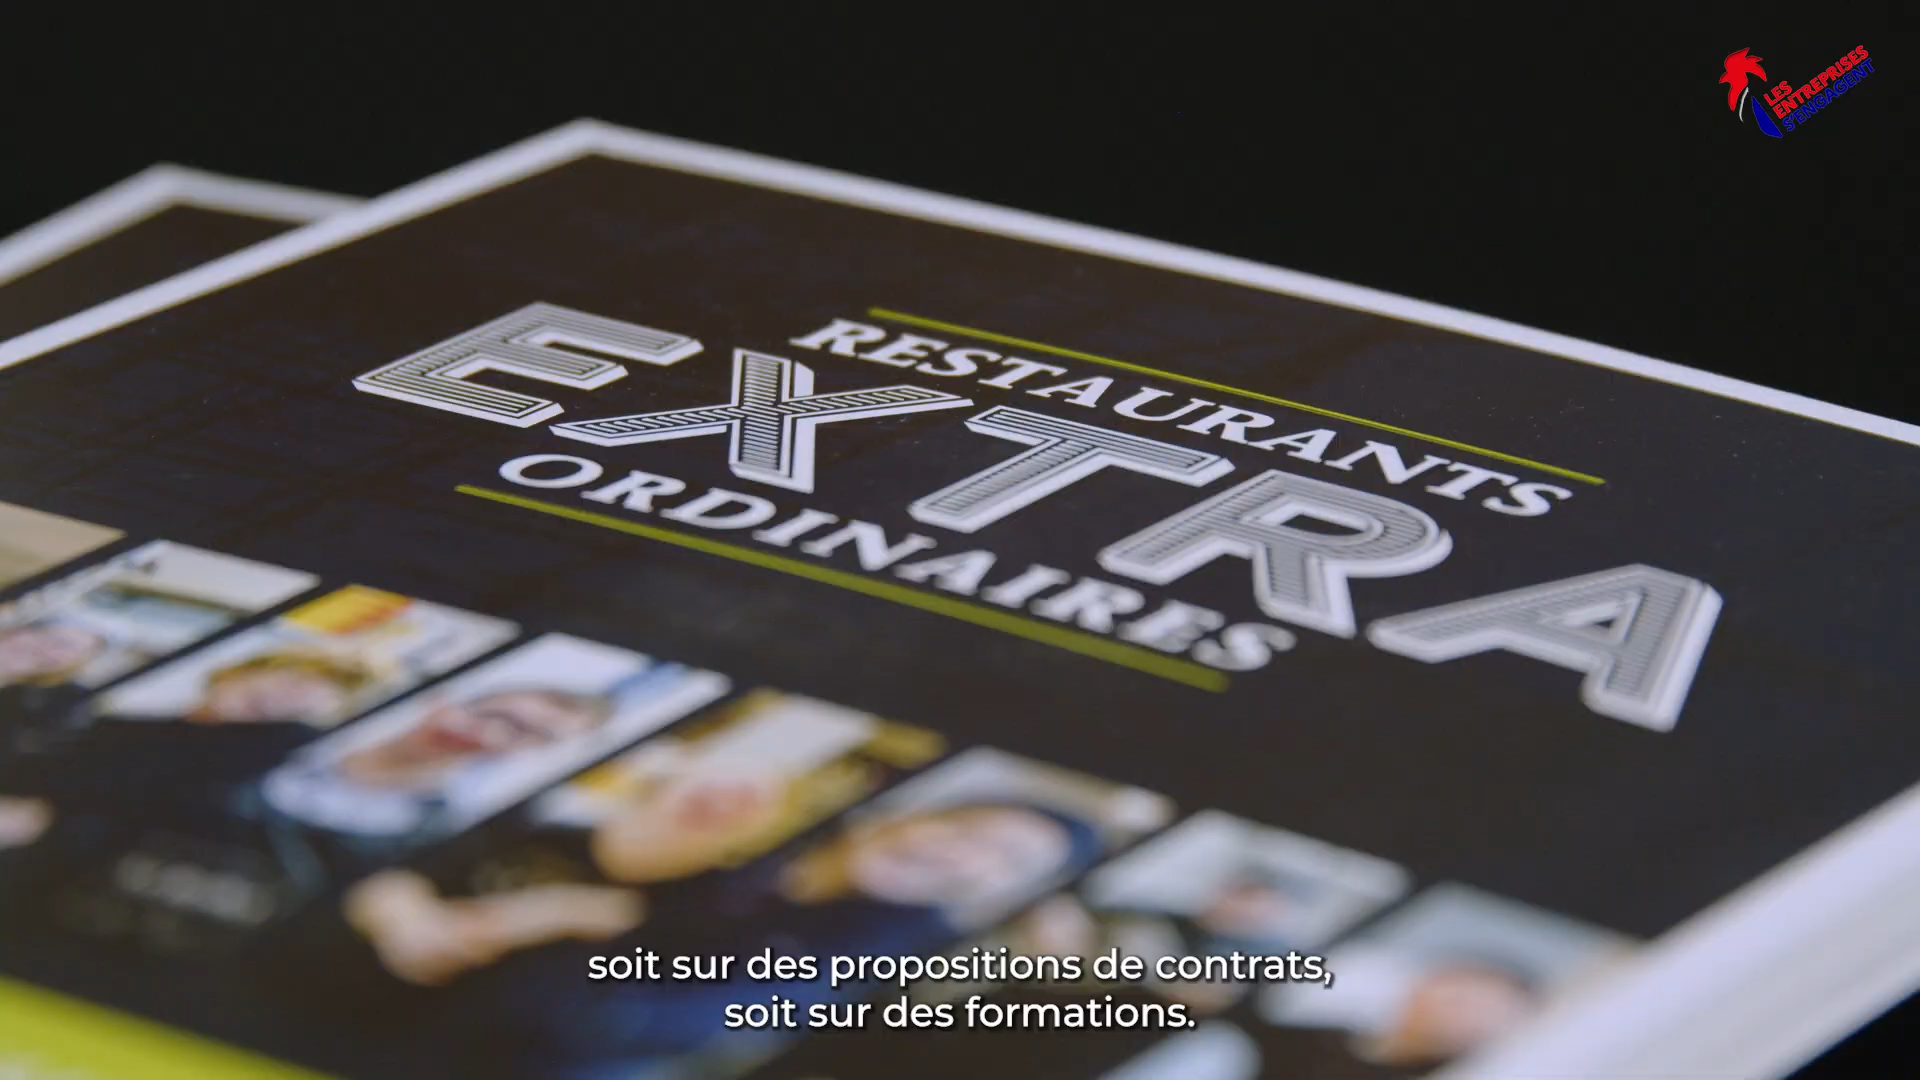 LES
ENTREPRISES
S'ENGAGENT
RESTAURANTS
EXTRA
ORDINAIRES
soit sur des propositions de contrats,
soit sur des formations.